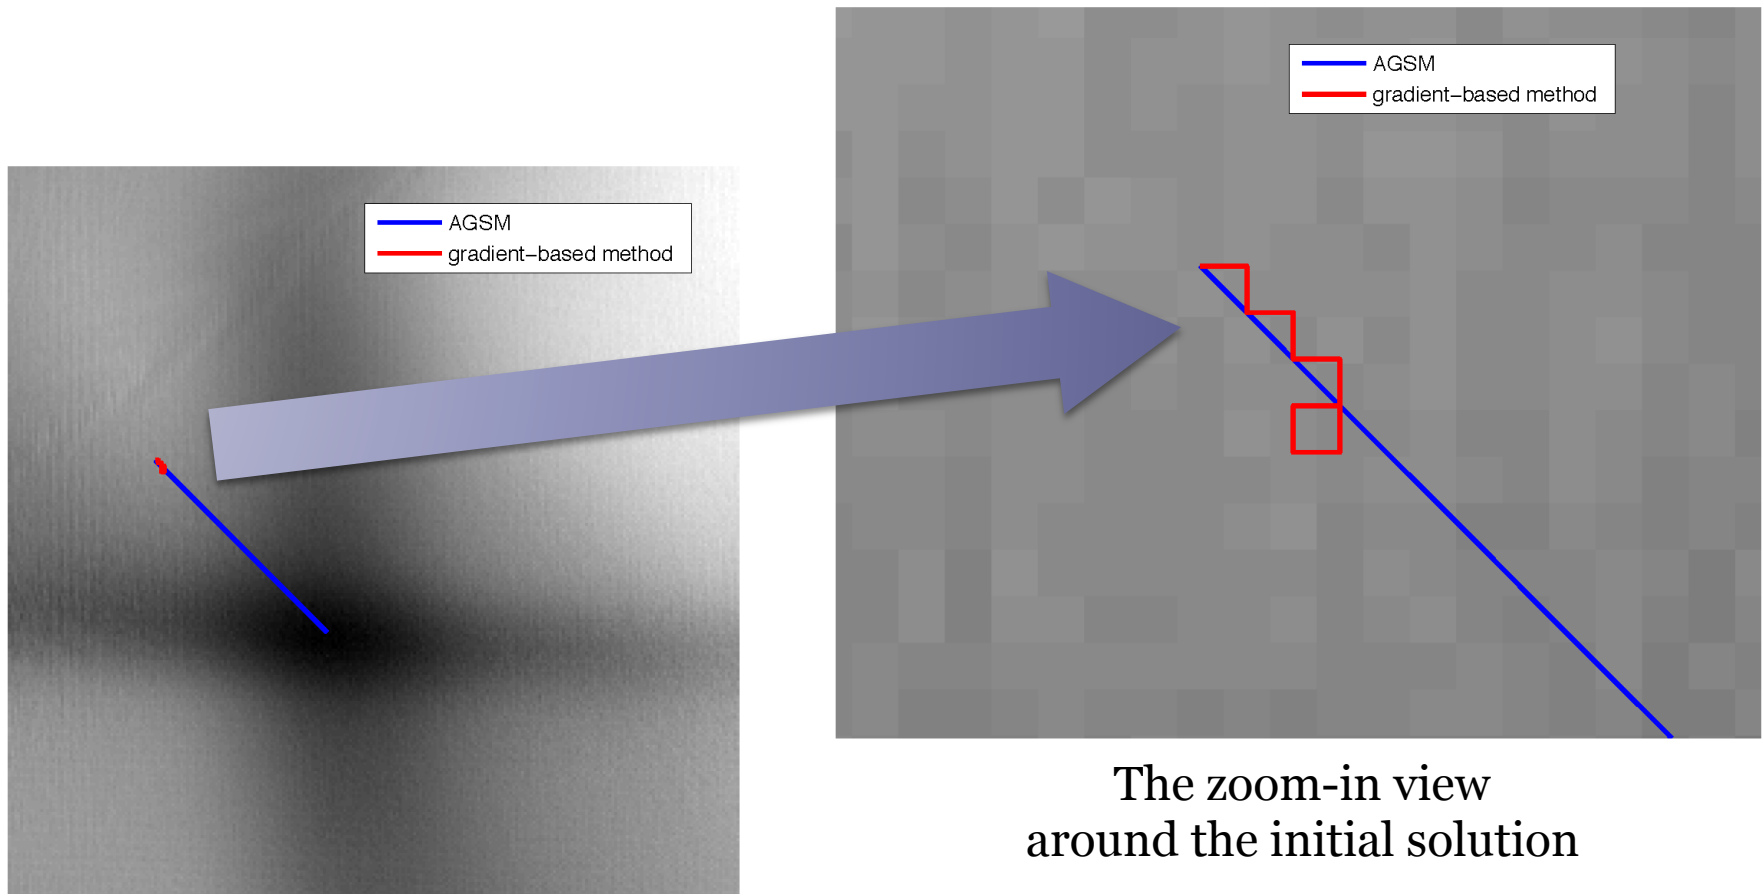 AGSM
gradient-based method
AGSM
gradient-based method
The zoom-in view
around the initial solution